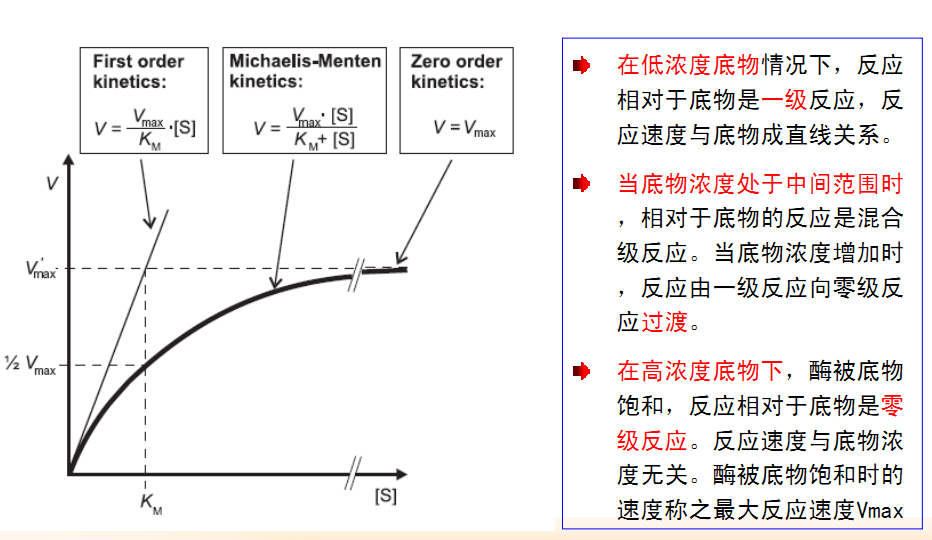 First order
kinetics:
V = Vmax/KM ·[S]
Michaelis-Menten
kinetics:
V = Vmax· [S]/KM+ [S]
Zero order
kinetics:
V = Vmax
V
V'max
½ Vmax
KM
[S]
在低浓度底物情况下，反应
相对于底物是一级反应，反
应速度与底物成直线关系。
当底物浓度处于中间范围时
，相对于底物的反应是混合
级反应。当底物浓度增加时
，反应由一级反应向零级反
应过渡。
在高浓度底物下，酶被底物
饱和，反应相对于底物是零
级反应。反应速度与底物浓
度无关。酶被底物饱和时的
速度称之最大反应速度Vmax